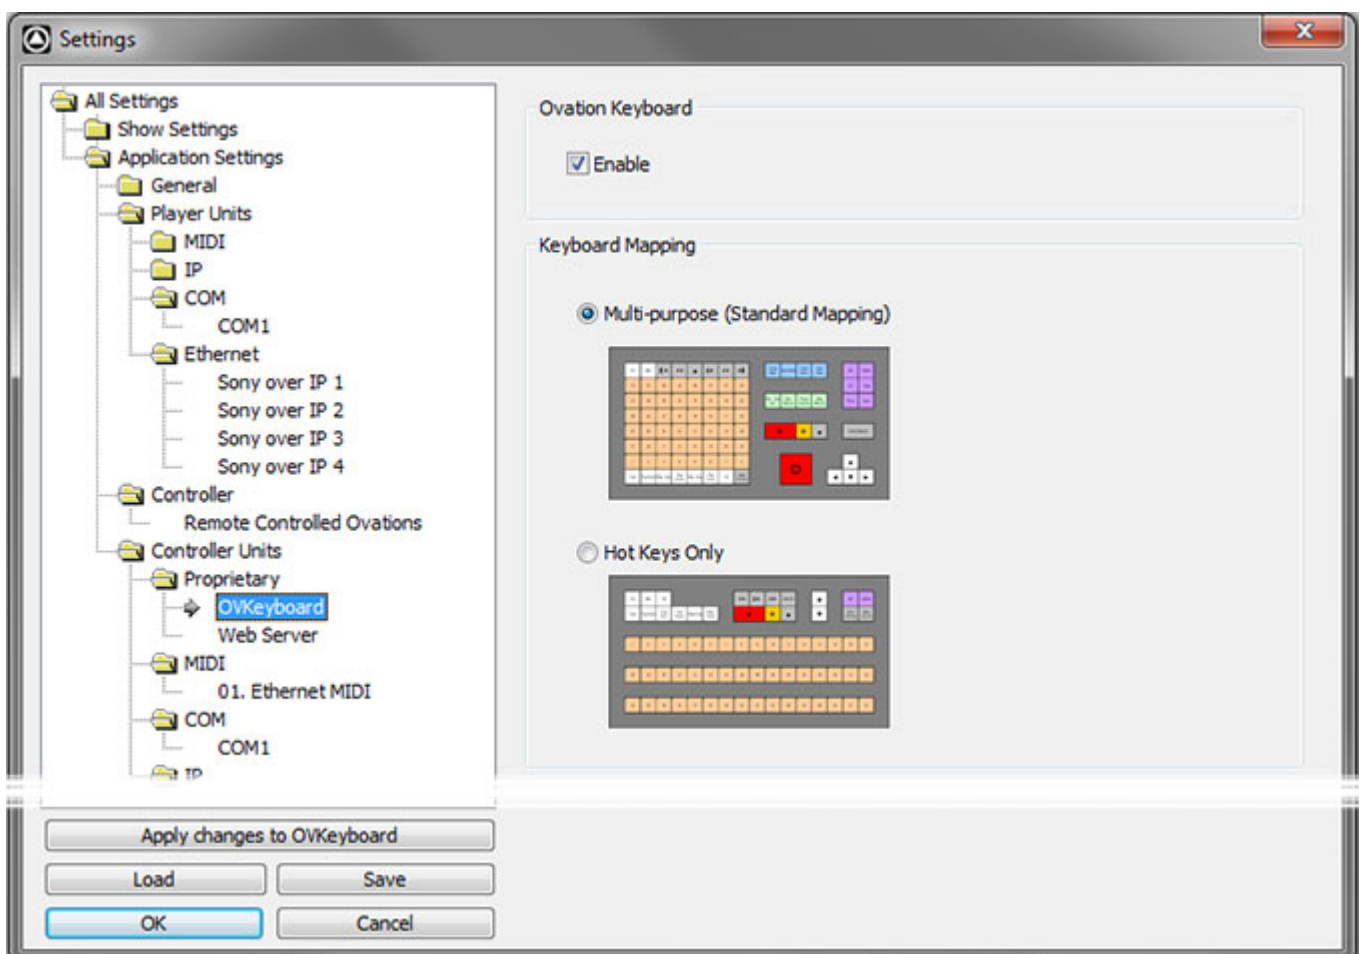 Settings
All Settings
Show Settings
Application Settings
General
Player Units
MIDI
IP
COM
COM1
Ethernet
Sony over IP 1
Sony over IP 2
Sony over IP 3
Sony over IP 4
Controller
Remote Controlled Ovations
Controller Units
Proprietary
OVKeyboard
Web Server
MIDI
01. Ethernet MIDI
COM
COM1
IP
Apply changes to OVKeyboard
Load
Save
OK
Cancel
Ovation Keyboard
Enable
Keyboard Mapping
Multi-purpose (Standard Mapping)
Hot Keys Only